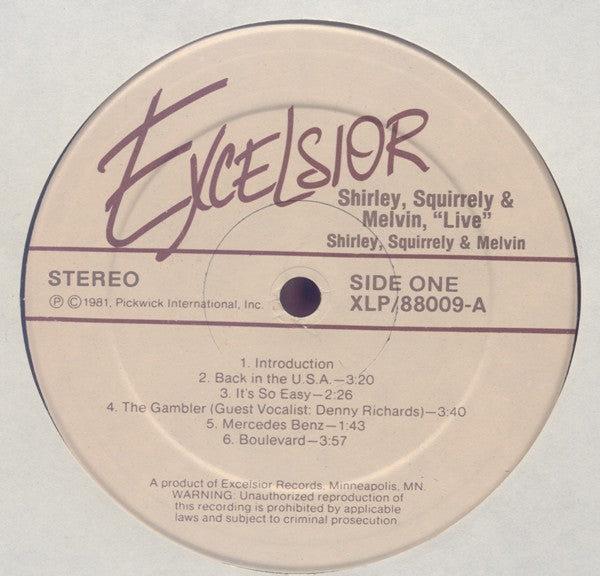 EXCELSIOR
Shirley, Squirrely &
Melvin, "Live"
Shirley, Squirrely & Melvin
STEREO
Ⓟ ©1981, Pickwick International, Inc.
SIDE ONE
XLP/88009-A
1. Introduction
2. Back in the U.S.A.—3:20
3. It's So Easy—2:26
4. The Gambler (Guest Vocalist: Denny Richards)—3:40
5. Mercedes Benz—1:43
6. Boulevard—3:57
A product of Excelsior Records, Minneapolis, MN.
WARNING: Unauthorized reproduction of
this recording is prohibited by applicable
laws and subject to criminal prosecution